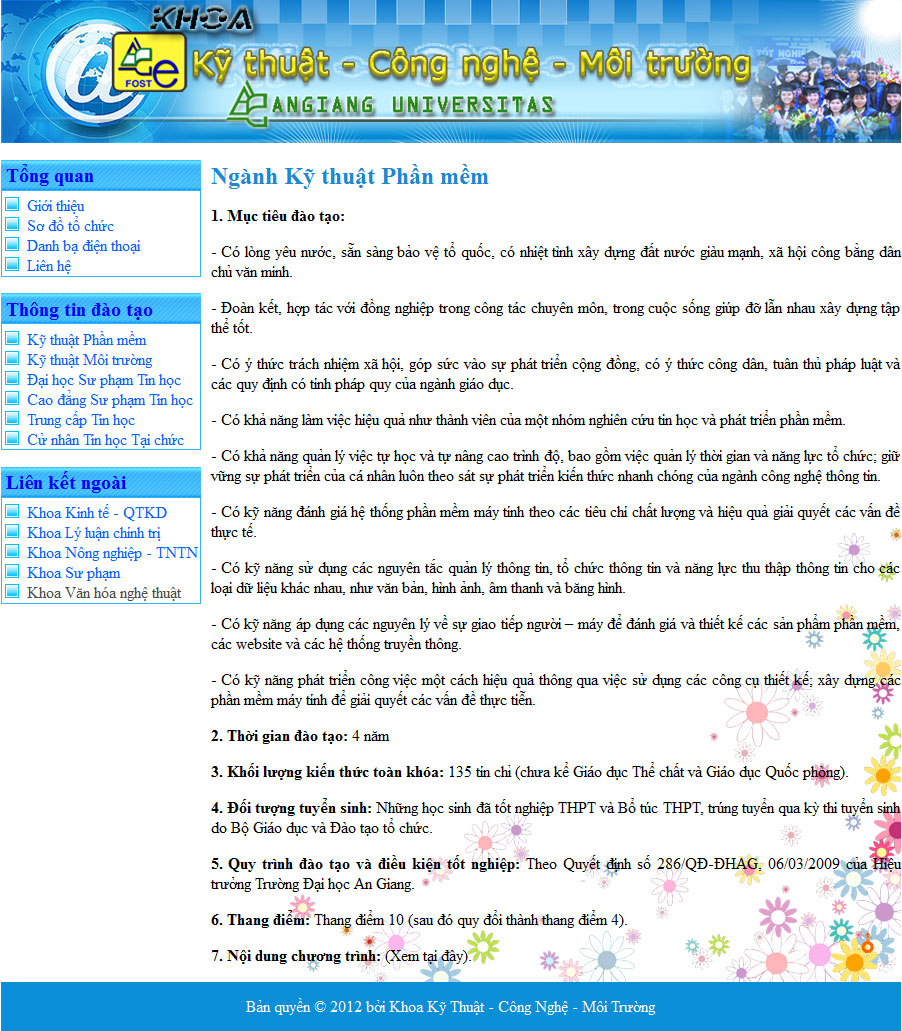 KHOA
Kỹ thuật - Công nghệ - Môi trường
FOST
ANGIANG UNIVERSITAS
Tổng quan
Giới thiệu
Sơ đồ tổ chức
Danh bạ điện thoại
Liên hệ
Thông tin đào tạo
Kỹ thuật Phần mềm
Kỹ thuật Môi trường
Đại học Sư phạm Tin học
Cao đẳng Sư phạm Tin học
Trung cấp Tin học
Cử nhân Tin học Tại chức
Liên kết ngoài
Khoa Kinh tế - QTKD
Khoa Lý luận chính trị
Khoa Nông nghiệp - TNTN
Khoa Sư phạm
Khoa Văn hóa nghệ thuật
Ngành Kỹ thuật Phần mềm
1. Mục tiêu đào tạo:
- Có lòng yêu nước, sẵn sàng bảo vệ tổ quốc, có nhiệt tình xây dựng đất nước giàu mạnh, xã hội công bằng dân
chủ văn minh.
- Đoàn kết, hợp tác với đồng nghiệp trong công tác chuyên môn, trong cuộc sống giúp đỡ lẫn nhau xây dựng tập
thể tốt.
- Có ý thức trách nhiệm xã hội, góp sức vào sự phát triển cộng đồng, có ý thức công dân, tuân thủ pháp luật và
các quy định có tính pháp quy của ngành giáo dục.
- Có khả năng làm việc hiệu quả như thành viên của một nhóm nghiên cứu tin học và phát triển phần mềm.
- Có khả năng quản lý việc tự học và tự nâng cao trình độ, bao gồm việc quản lý thời gian và năng lực tổ chức; giữ
vững sự phát triển của cá nhân luôn theo sát sự phát triển kiến thức nhanh chóng của ngành công nghệ thông tin.
- Có kỹ năng đánh giá hệ thống phần mềm máy tính theo các tiêu chí chất lượng và hiệu quả giải quyết các vấn đề
thực tế.
- Có kỹ năng sử dụng các nguyên tắc quản lý thông tin, tổ chức thông tin và năng lực thu thập thông tin cho các
loại dữ liệu khác nhau, như văn bản, hình ảnh, âm thanh và băng hình.
- Có kỹ năng áp dụng các nguyên lý về sự giao tiếp người – máy để đánh giá và thiết kế các sản phẩm phần mềm,
các website và các hệ thống truyền thông.
- Có kỹ năng phát triển công việc một cách hiệu quả thông qua việc sử dụng các công cụ thiết kế; xây dựng các
phần mềm máy tính để giải quyết các vấn đề thực tiễn.
2. Thời gian đào tạo: 4 năm
3. Khối lượng kiến thức toàn khóa: 135 tín chỉ (chưa kể Giáo dục Thể chất và Giáo dục Quốc phòng).
4. Đối tượng tuyển sinh: Những học sinh đã tốt nghiệp THPT và Bổ túc THPT, trúng tuyển qua kỳ thi tuyển sinh
do Bộ Giáo dục và Đào tạo tổ chức.
5. Quy trình đào tạo và điều kiện tốt nghiệp: Theo Quyết định số 286/QĐ-ĐHAG, 06/03/2009 của Hiệu
trưởng Trường Đại học An Giang.
6. Thang điểm: Thang điểm 10 (sau đó quy đổi thành thang điểm 4).
7. Nội dung chương trình: (Xem tại đây).
Bản quyền © 2012 bởi Khoa Kỹ Thuật - Công Nghệ - Môi Trường